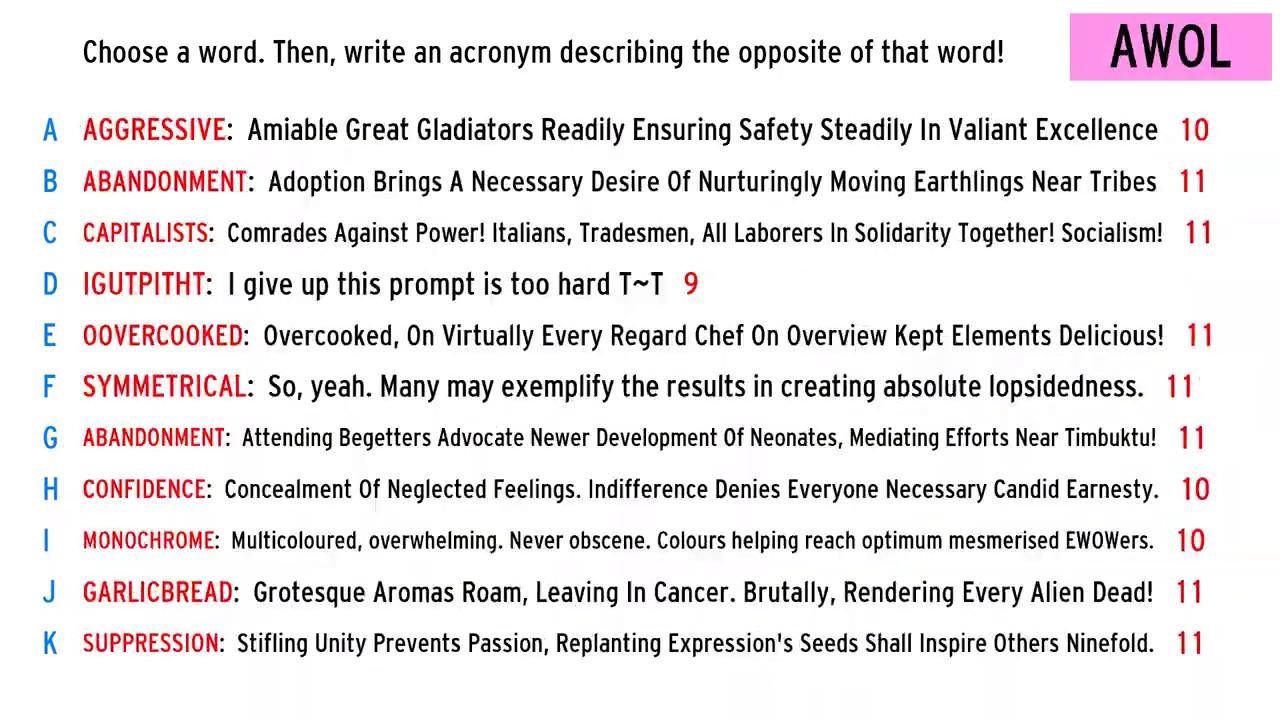 Choose a word. Then, write an acronym describing the opposite of that word!
AWOL
A AGGRESSIVE: Amiable Great Gladiators Readily Ensuring Safety Steadily In Valiant Excellence 10
B ABANDONMENT: Adoption Brings A Necessary Desire Of Nurturingly Moving Earthlings Near Tribes 11
C CAPITALISTS: Comrades Against Power! Italians, Tradesmen, All Laborers In Solidarity Together! Socialism! 11
D IGUTPITHT: I give up this prompt is too hard T~T 9
E OOVERCOOKED: Overcooked, On Virtually Every Regard Chef On Overview Kept Elements Delicious! 11
F SYMMETRICAL: So, yeah. Many may exemplify the results in creating absolute lopsidedness. 11
G ABANDONMENT: Attending Begetters Advocate Newer Development Of Neonates, Mediating Efforts Near Timbuktu! 11
H CONFIDENCE: Concealment Of Neglected Feelings. Indifference Denies Everyone Necessary Candid Earnesty. 10
I MONOCHROME: Multicoloured, overwhelming. Never obscene. Colours helping reach optimum mesmerised EWOWers. 10
J GARLICBREAD: Grotesque Aromas Roam, Leaving In Cancer. Brutally, Rendering Every Alien Dead! 11
K SUPPRESSION: Stifling Unity Prevents Passion, Replanting Expression's Seeds Shall Inspire Others Ninefold. 11